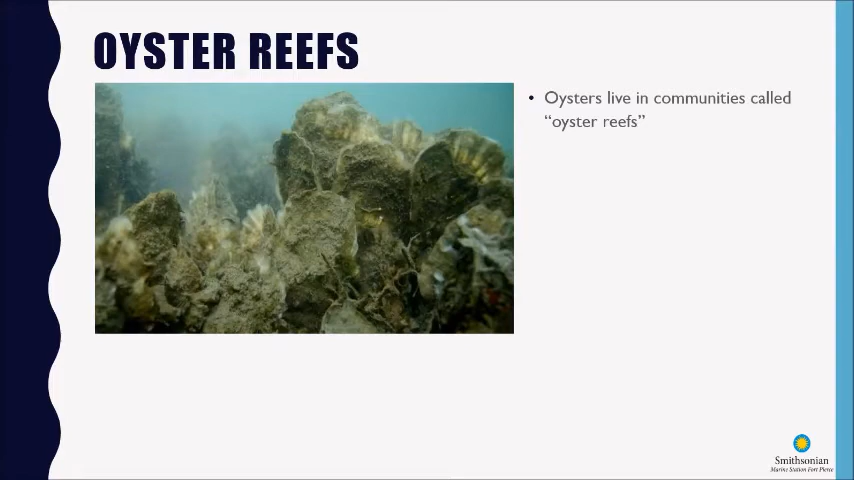 OYSTER REEFS
• Oysters live in communities called
“oyster reefs”
Smithsonian
Marine Station Fort Pierce